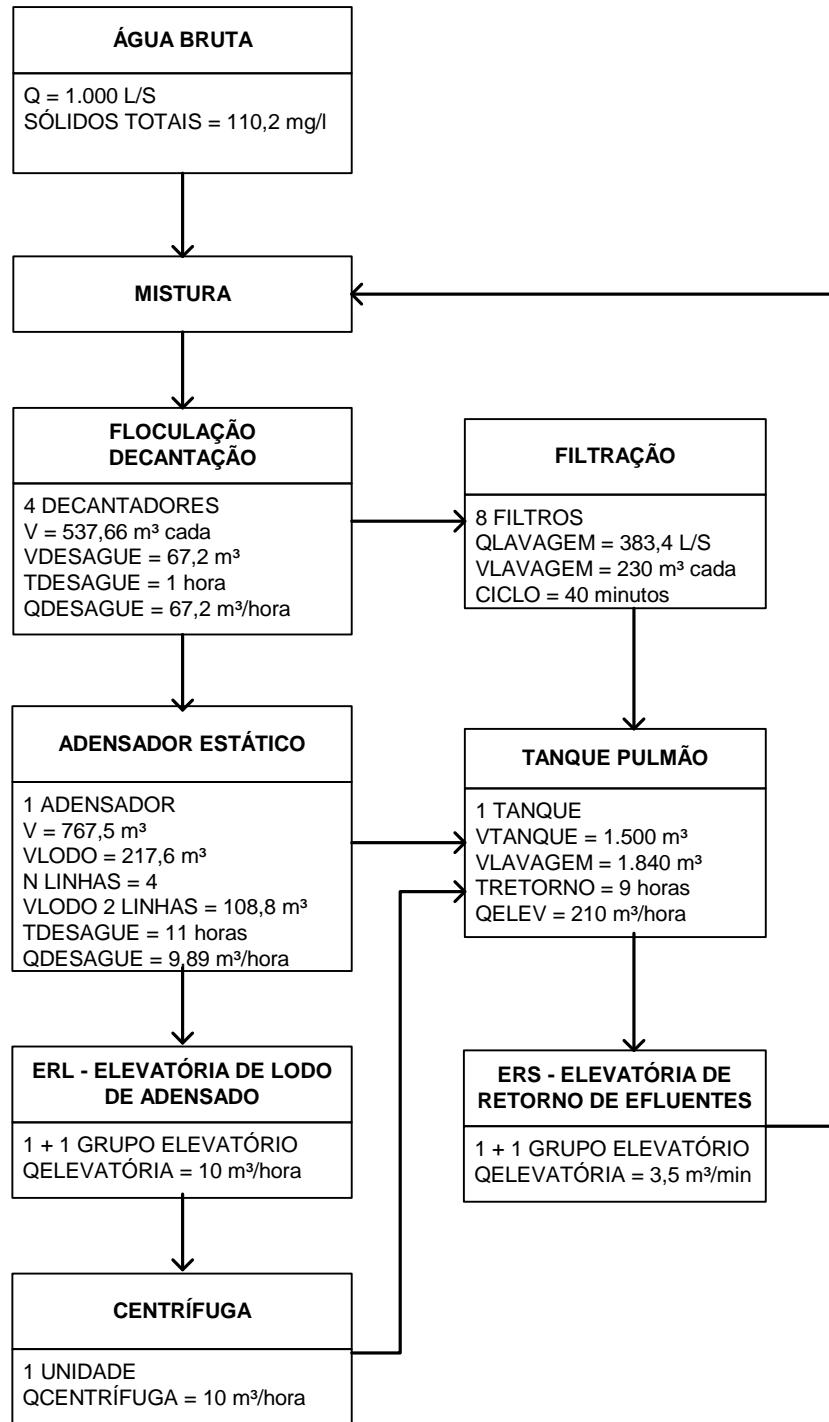 ÁGUA BRUTA
Q = 1.000 L/S
SÓLIDOS TOTAIS = 110,2 mg/l
MISTURA
FLOCULAÇÃO
DECANTAÇÃO
4 DECANTADORES
V = 537,66 m³ cada
VDESAGUE = 67,2 m³
TDESAGUE = 1 hora
QDESAGUE = 67,2 m³/hora
FILTRAÇÃO
8 FILTROS
QLAVAGEM = 383,4 L/S
VLAVAGEM = 230 m³ cada
CICLO = 40 minutos
ADENSADOR ESTÁTICO
1 ADENSADOR
V = 767,5 m³
VLODO = 217,6 m³
N LINHAS = 4
VLODO 2 LINHAS = 108,8 m³
TDESAGUE = 11 horas
QDESAGUE = 9,89 m³/hora
TANQUE PULMÃO
1 TANQUE
VTANQUE = 1.500 m³
VLAVAGEM = 1.840 m³
TRETORNO = 9 horas
QELEV = 210 m³/hora
ERL - ELEVATÓRIA DE LODO
DE ADENSADO
1 + 1 GRUPO ELEVATÓRIO
QELEVATÓRIA = 10 m³/hora
ERS - ELEVATÓRIA DE
RETORNO DE EFLUENTES
1 + 1 GRUPO ELEVATÓRIO
QELEVATÓRIA = 3,5 m³/min
CENTRÍFUGA
1 UNIDADE
QCENTRÍFUGA = 10 m³/hora